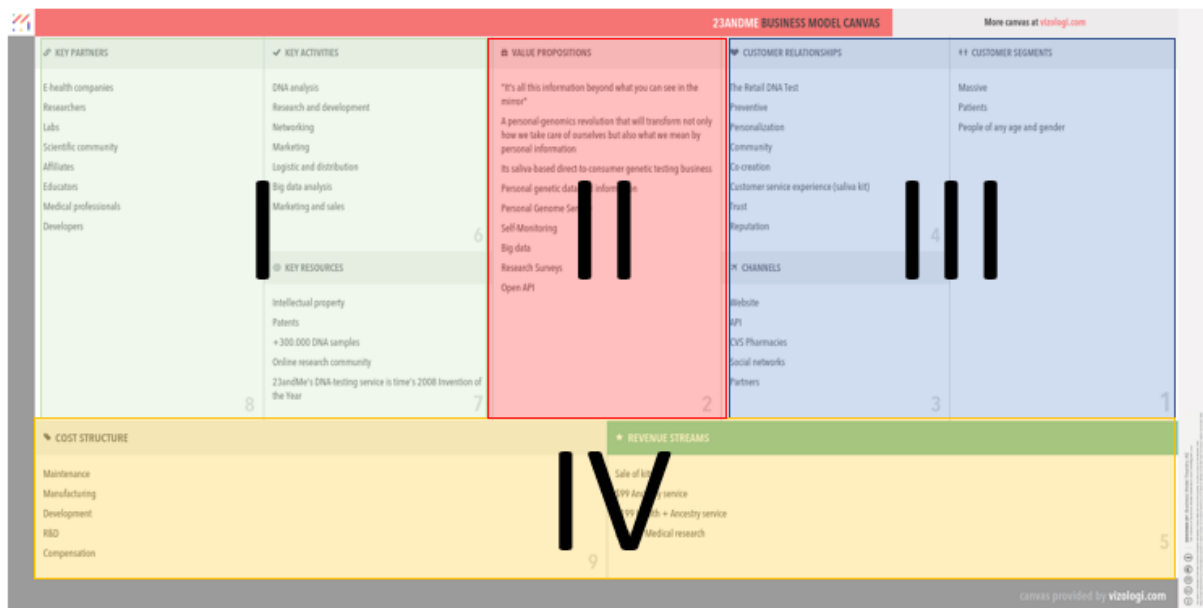 23ANDME BUSINESS MODEL CANVAS
More canvas at vizologi.com
KEY PARTNERS
E-health companies
Researchers
Labs
Scientific community
Affiliates
Educators
Medical professionals
Developers
8
KEY ACTIVITIES
DNA analysis
Research and development
Networking
Marketing
Logistic and distribution
Big data analysis
Marketing and sales
6
KEY RESOURCES
Intellectual property
Patents
+300.000 DNA samples
Online research community
23andMe's DNA-testing service is time's 2008 Invention of
the Year
7
I
VALUE PROPOSITIONS
"It's all this information beyond what you can see in the
mirror"
A personal-genomics revolution that will transform not only
how we take care of ourselves but also what we mean by
personal information
Its saliva-based direct-to-consumer genetic testing business
Personal genetic data
Personal Genome
Self-Monitoring
Big data
Research Surveys
Open API
2
II
CUSTOMER RELATIONSHIPS
The Retail DNA Test
Preventive
Personalization
Community
Co-creation
Customer service experience (saliva kit)
Trust
Reputation
4
CHANNELS
Website
API
CVS Pharmacies
Social networks
Partners
3
CUSTOMER SEGMENTS
Massive
Patients
People of any age and gender
1
III
COST STRUCTURE
Maintenance
Manufacturing
Development
R&D
Compensation
9
REVENUE STREAMS
Sale of
service
+ Ancestry service
Medical research
5
IV
canvas provided by vizologi.com